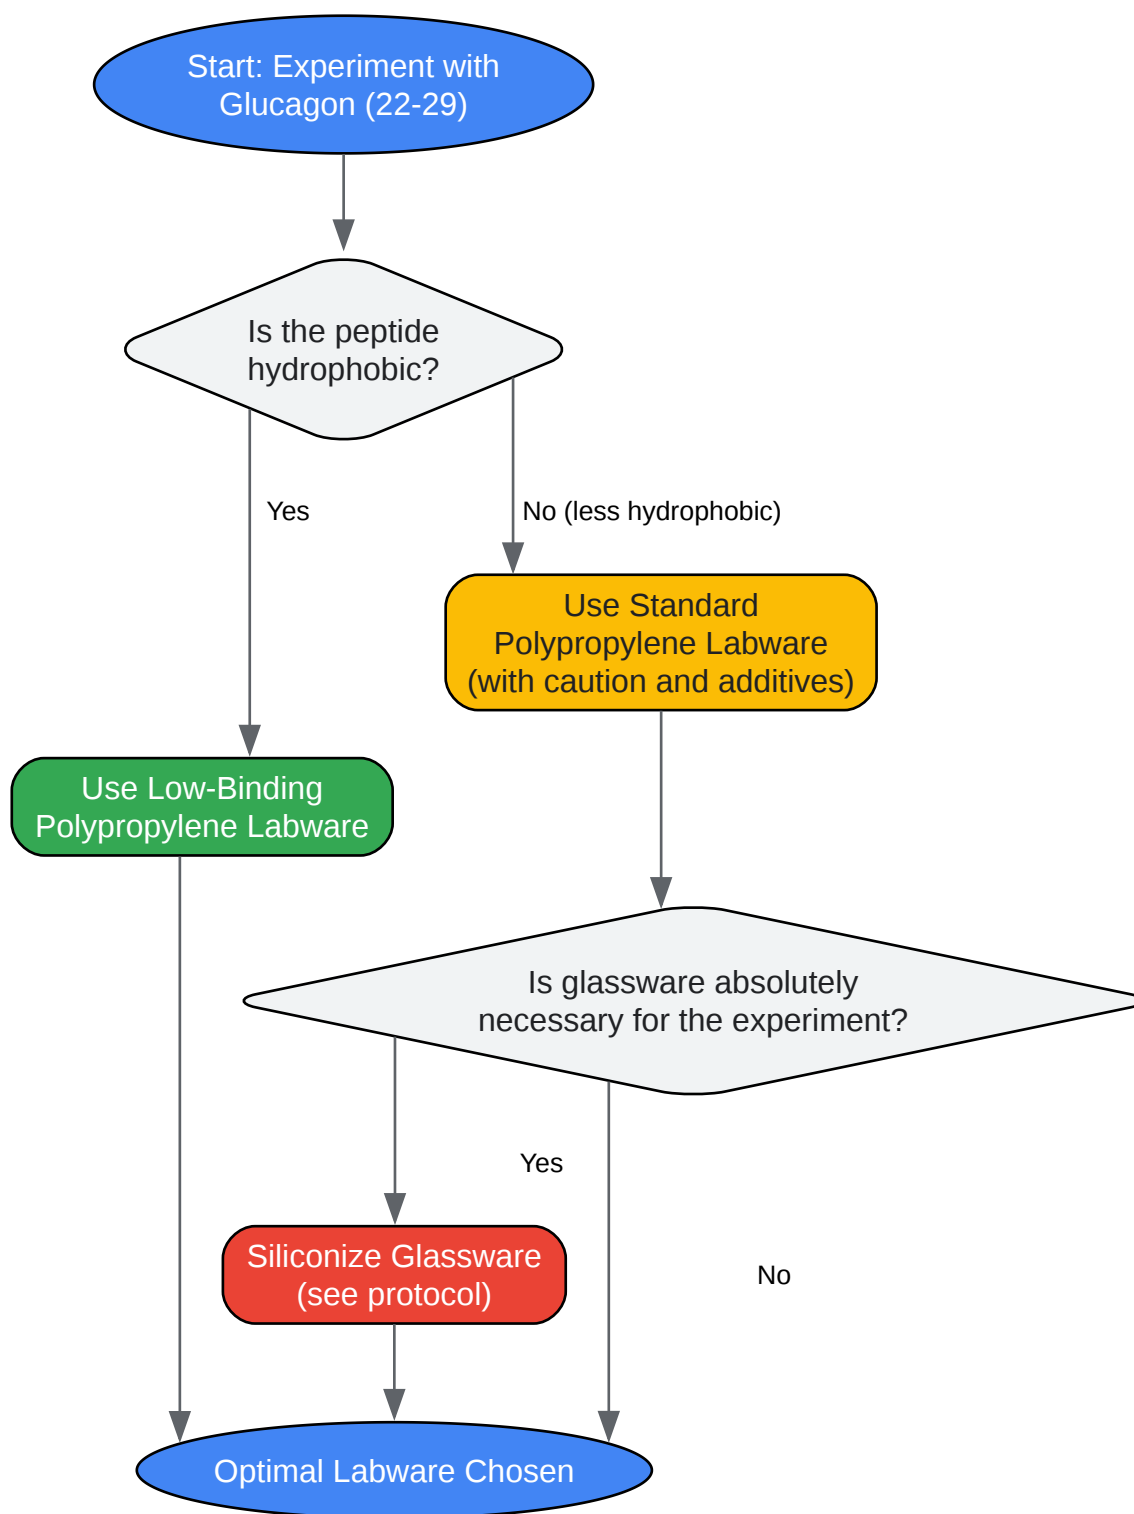 Start: Experiment with
Glucagon (22-29)
Is the peptide
hydrophobic?
Yes
No (less hydrophobic)
Use Standard
Polypropylene Labware
(with caution and additives)
Use Low-Binding
Polypropylene Labware
Is glassware absolutely
necessary for the experiment?
Yes
Siliconize Glassware
(see protocol)
No
Optimal Labware Chosen